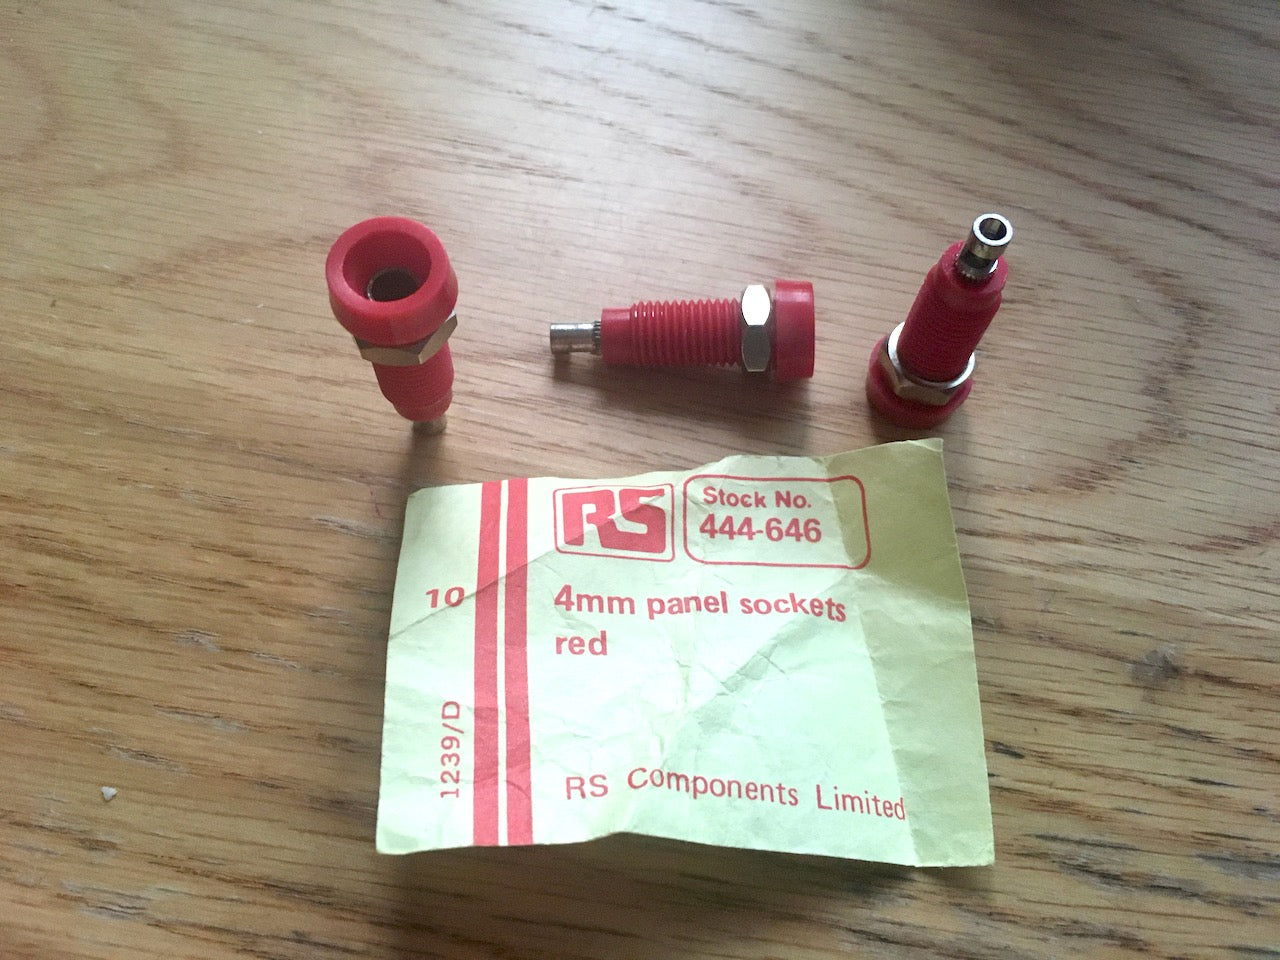 RS
Stock No.
444-646
10
4mm panel sockets
red
1239/D
RS Components Limited